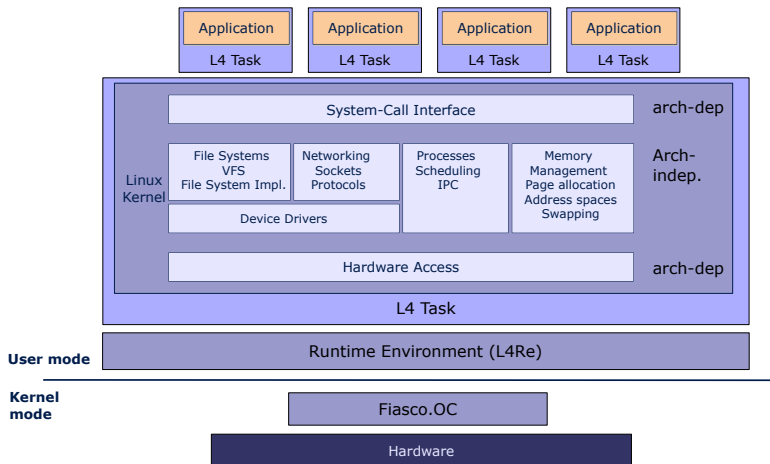 Application
Application
Application
Application
L4 Task
L4 Task
L4 Task
L4 Task
System-Call Interface
arch-dep
Linux
Kernel
File Systems
VFS
File System Impl.
Networking
Sockets
Protocols
Processes
Scheduling
IPC
Memory
Management
Page allocation
Address spaces
Swapping
Arch-
indep.
Device Drivers
Hardware Access
arch-dep
L4 Task
Runtime Environment (L4Re)
User mode
Kernel
mode
Fiasco.OC
Hardware